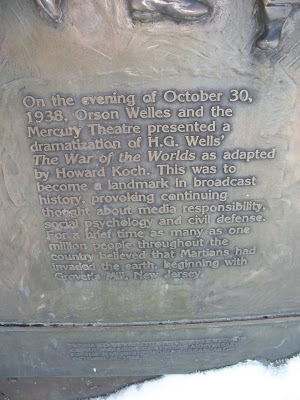 On the evening of October 30,
1938, Orson Welles and the
Mercury Theatre presented a
dramatization of H.G. Wells'
The War of the Worlds as adapted
by Howard Koch. This was to
become a landmark in broadcast
history, provoking continuing
thought about media responsibility,
social psychology and civil defense.
For a brief time as many as one
million people throughout the
country believed that Martians had
invaded the earth, beginning with
Grover's Mill, New Jersey.